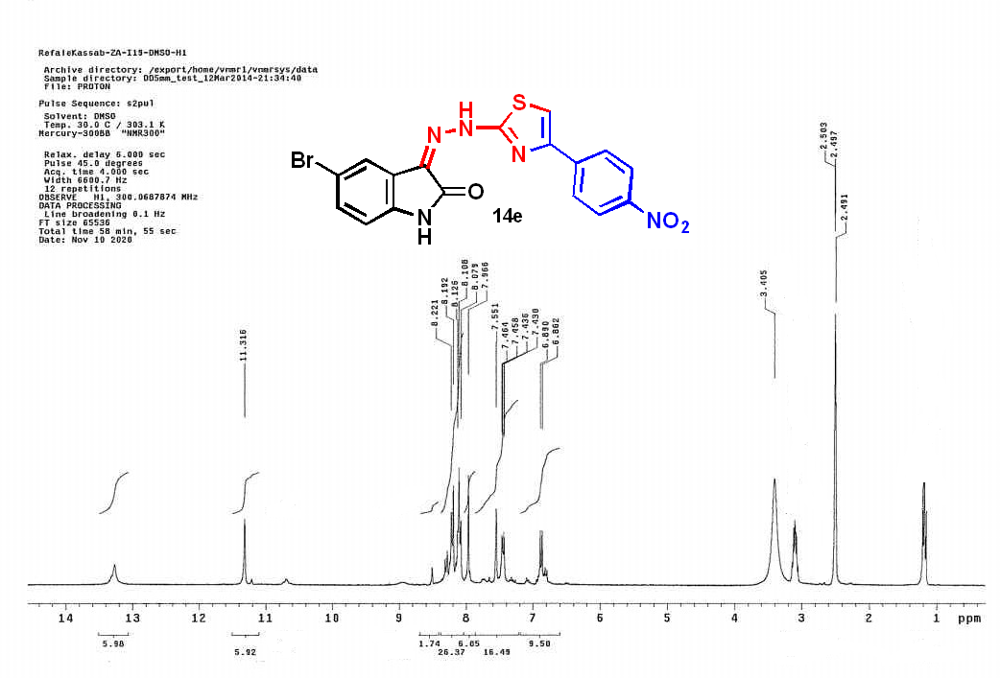 RefaleKassab-ZA-I19-DMSO-H1
Archive directory: /export/home/vnmr1/vnmrsys/data
Sample directory: DD5mm_test_12Mar2014-21:34:40
File: PROTON
Pulse Sequence: s2pul
Solvent: DMSO
Temp. 30.0 C / 303.1 K
Mercury-300BB "NMR300"
Relax. delay 6.000 sec
Pulse 45.0 degrees
Acq. time 4.000 sec
Width 6600.7 Hz
12 repetitions
OBSERVE H1, 300.0687874 MHz
DATA PROCESSING
Line broadening 0.1 Hz
FT size 65536
Total time 58 min, 55 sec
Date: Nov 10 2020
Br
N
H
N
S
N
O
N
H
NO2
14e
11.316
8.221
8.192
8.126
8.108
8.079
7.966
7.551
7.464
7.458
7.436
7.430
6.890
6.862
3.405
2.503
2.497
2.491
14 13 12 11 10 9 8 7 6 5 4 3 2 1 ppm
5.98 5.92 1.74 26.37 6.05 16.49 9.50